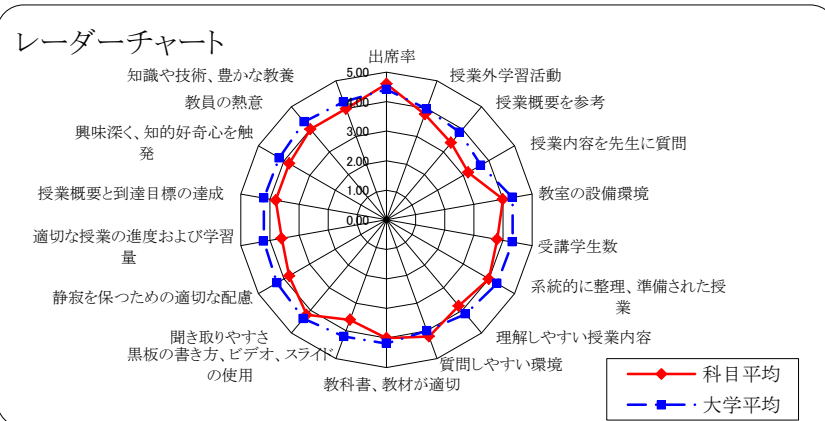 レーダーチャート
出席率
授業外学習活動
授業概要を参考
授業内容を先生に質問
教室の設備環境
受講学生数
系統的に整理、準備された授
業
理解しやすい授業内容
質問しやすい環境
教科書、教材が適切
黒板の書き方、ビデオ、スライド
の使用
聞き取りやすさ
静寂を保つための適切な配慮
適切な授業の進度および学習
量
授業概要と到達目標の達成
興味深く、知的好奇心を触
発
教員の熱意
知識や技術、豊かな教養
5.00
4.00
3.00
2.00
1.00
0.00
科目平均
大学平均